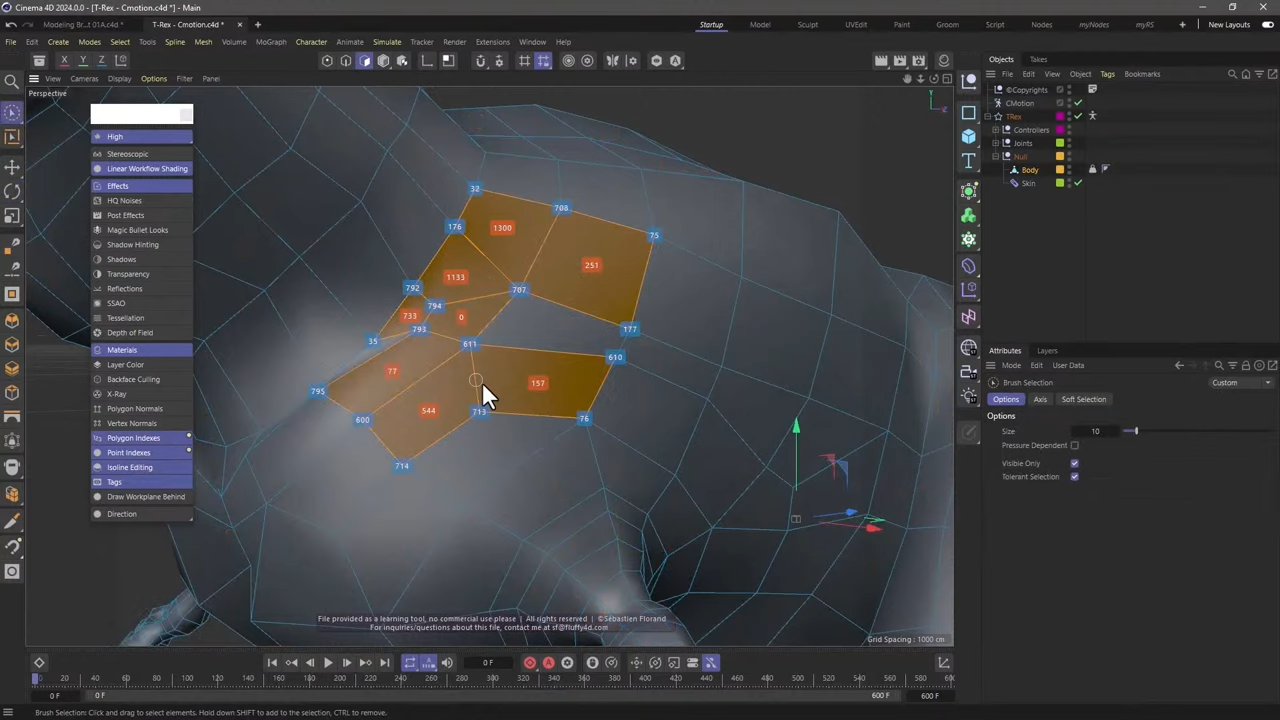 Cinema 4D 2024.0.0 - [T-Rex - Cmotion.c4d *] - Main
T-Rex - Cmotion.c4d *
Startup
Model
Sculpt
UVEdit
Paint
Groom
Script
Nodes
myNodes
myRS
New Layouts
File Edit Create Modes Select Tools Spline Mesh Volume MoGraph Character Animate Simulate Tracker Render Extensions Window Help
Objects Takes
File Edit View Object Tags Bookmarks
View Cameras Display Options Filter Panel
Perspective
©Copyrights
CMotion
TRex
Controllers
Joints
Null
Body
Skin
High
Stereoscopic
Linear Workflow Shading
Effects
HQ Noises
Post Effects
Magic Bullet Looks
Shadow Hinting
Shadows
Transparency
Reflections
SSAO
Tessellation
Depth of Field
Materials
Layer Color
Backface Culling
X-Ray
Polygon Normals
Vertex Normals
Polygon Indexes
Point Indexes
Isoline Editing
Tags
Draw Workplane Behind
Direction
32
708
176
1300
75
251
1133
792
707
794
733
0
793
177
35
611
610
77
157
795
544
713
600
76
714
Attributes Layers
Mode Edit User Data
Brush Selection
Custom
Options Axis Soft Selection
Options
Size 10
Pressure Dependent
Visible Only
Tolerant Selection
File provided as a learning tool, no commercial use please | All rights reserved | ©Sébastien Florand
For inquiries/questions about this file, contact me at sf@fluffy4d.com
Grid Spacing : 1000 cm
0 F
0 20 40 60 80 100 120 140 160 180 200 220 240 260 280 300 320 340 360 380 400 420 440 460 480 500 520 540 560 580 600
0 F
0 F
600 F
600 F
Brush Selection: Click and drag to select elements. Hold down SHIFT to add to the selection, CTRL to remove.